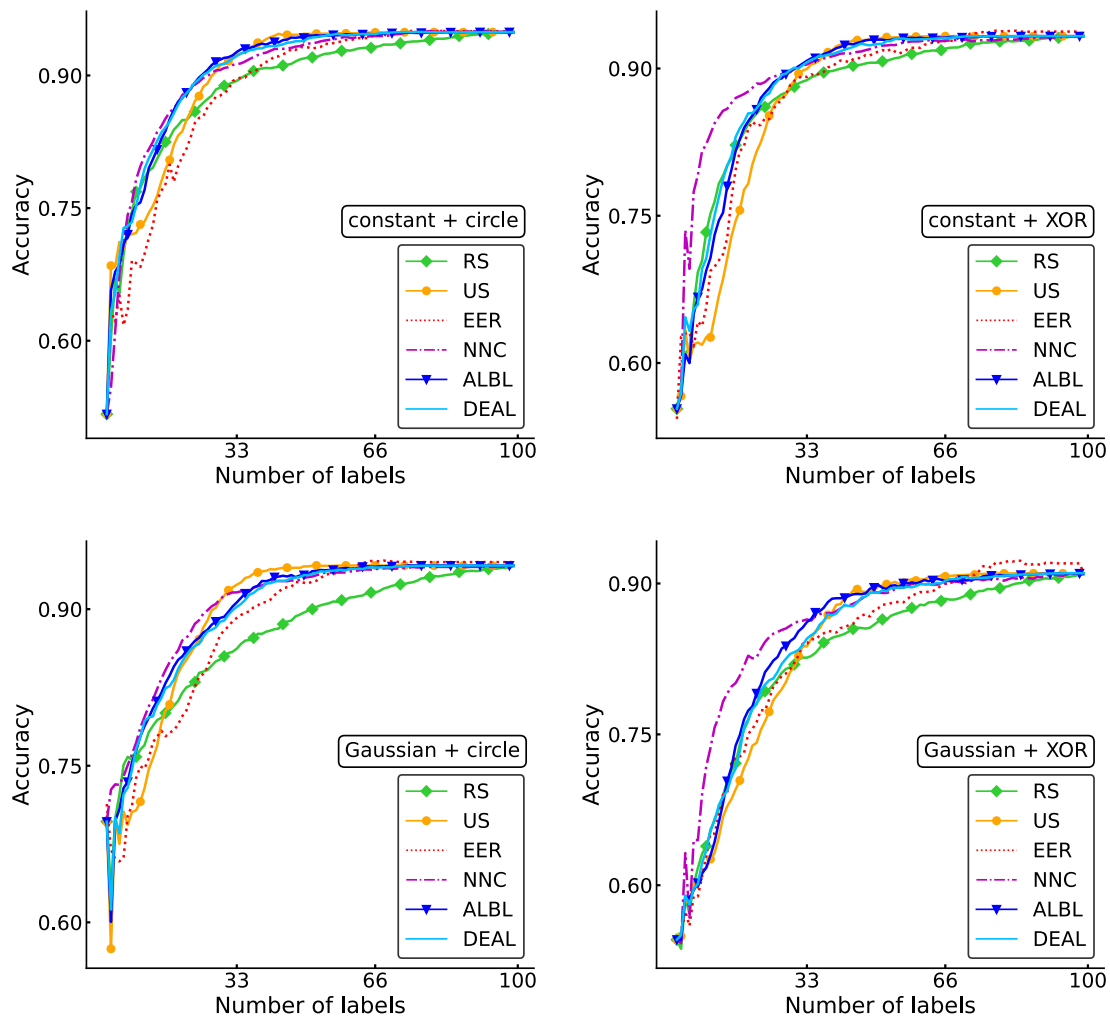 Accuracy
0.90
0.75
0.60
constant + circle
RS
US
EER
NNC
ALBL
DEAL
33
66
100
Number of labels
Accuracy
0.90
0.75
0.60
constant + XOR
RS
US
EER
NNC
ALBL
DEAL
33
66
100
Number of labels
Accuracy
0.90
0.75
0.60
Gaussian + circle
RS
US
EER
NNC
ALBL
DEAL
33
66
100
Number of labels
Accuracy
0.90
0.75
0.60
Gaussian + XOR
RS
US
EER
NNC
ALBL
DEAL
33
66
100
Number of labels